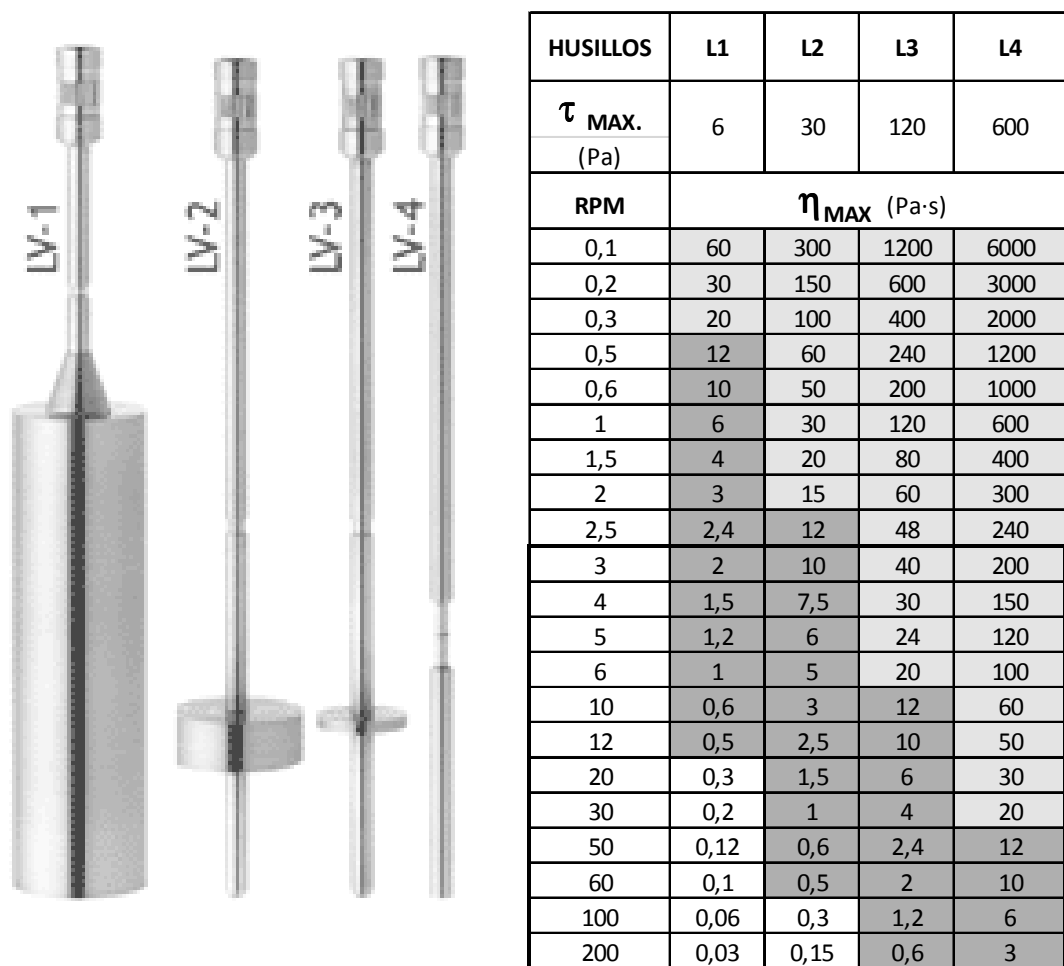 LV-1
LV-2
LV-3
LV-4
HUSILLOS L1 L2 L3 L4
τ MAX. (Pa) 6 30 120 600
RPM ηMAX (Pa·s)
0,1 60 300 1200 6000
0,2 30 150 600 3000
0,3 20 100 400 2000
0,5 12 60 240 1200
0,6 10 50 200 1000
1 6 30 120 600
1,5 4 20 80 400
2 3 15 60 300
2,5 2,4 12 48 240
3 2 10 40 200
4 1,5 7,5 30 150
5 1,2 6 24 120
6 1 5 20 100
10 0,6 3 12 60
12 0,5 2,5 10 50
20 0,3 1,5 6 30
30 0,2 1 4 20
50 0,12 0,6 2,4 12
60 0,1 0,5 2 10
100 0,06 0,3 1,2 6
200 0,03 0,15 0,6 3